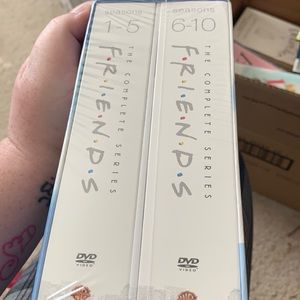 seasons
1-5
THE COMPLETE SERIES
F·R·I·E·N·D·S
DVD
VIDEO
seasons
6-10
THE COMPLETE SERIES
F·R·I·E·N·D·S
DVD
VIDEO